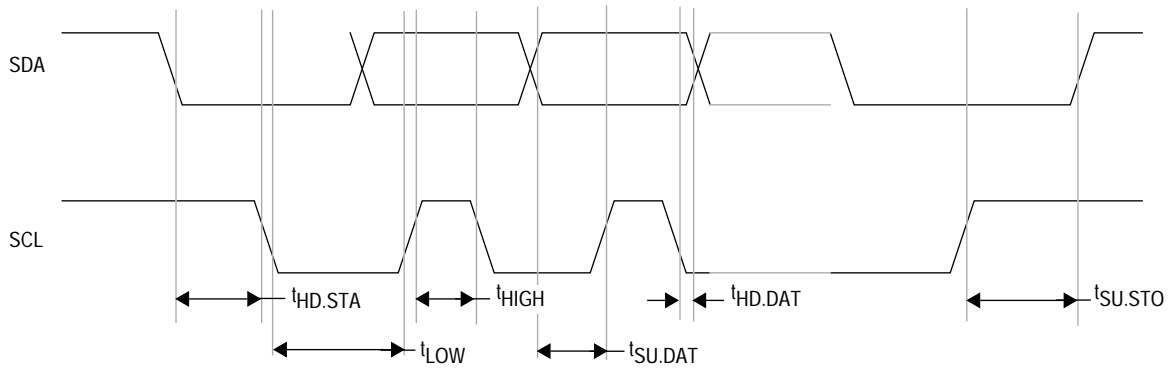 SDA
SCL
tHD.STA
tHIGH
tHD.DAT
tSU.STO
tLOW
tSU.DAT